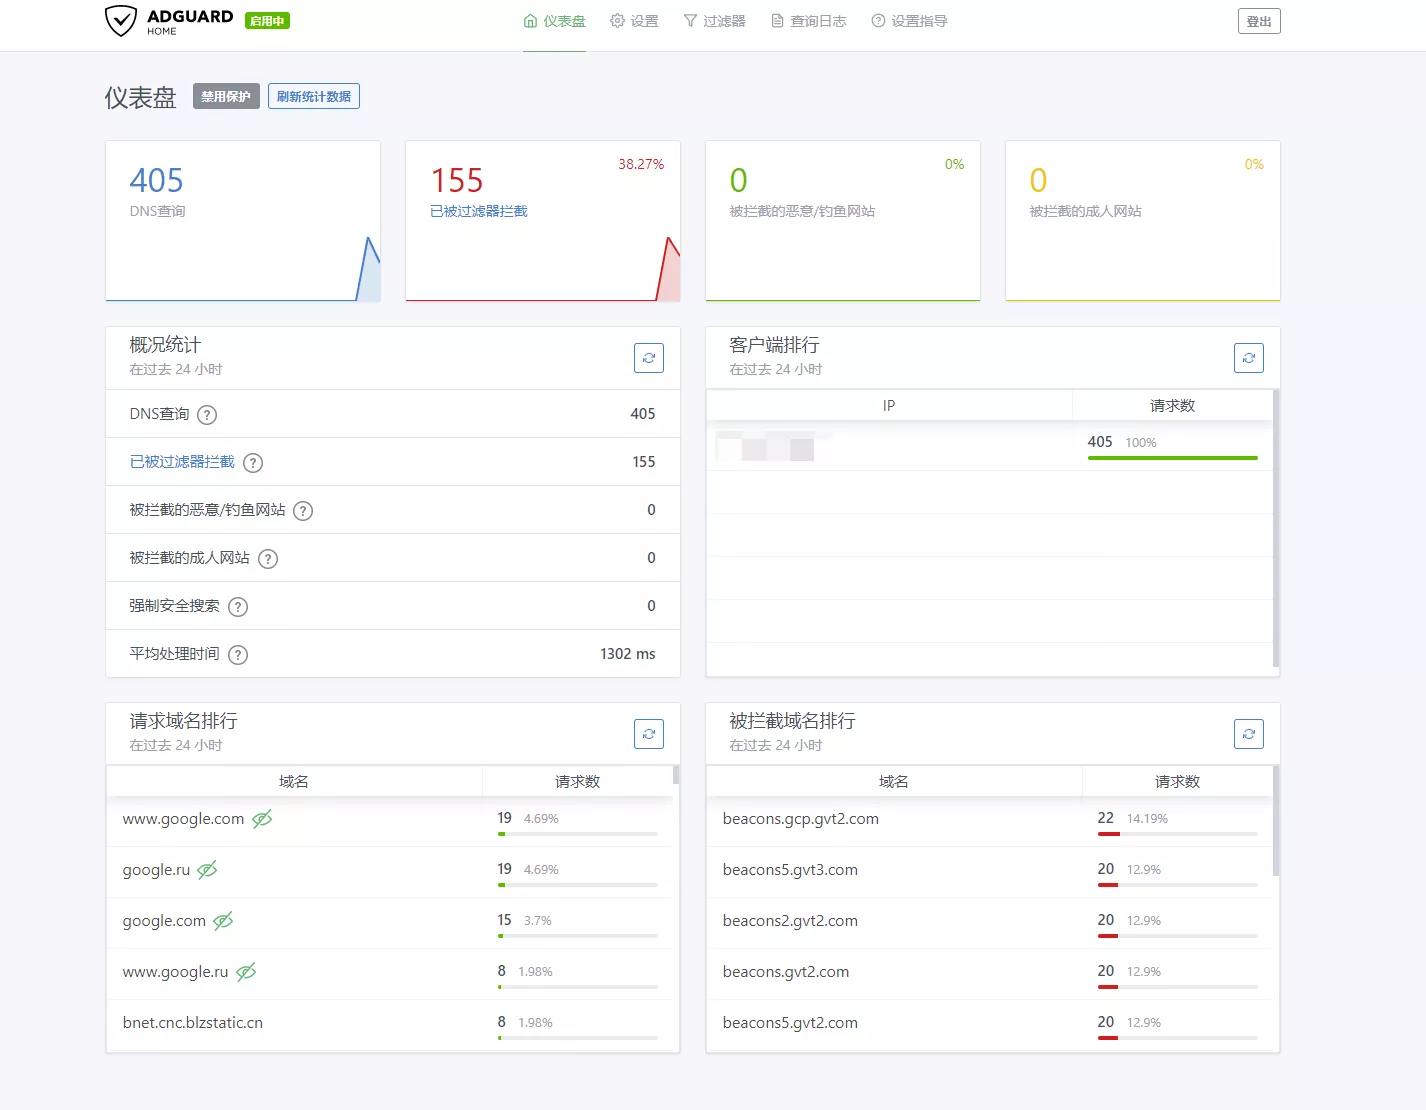 ADGUARD
HOME
启用中
仪表盘
设置
过滤器
查询日志
设置指导
登出
仪表盘
禁用保护
刷新统计数据
405
DNS查询
38.27%
155
已被过滤器拦截
0%
0
被拦截的恶意/钓鱼网站
0%
0
被拦截的成人网站
概况统计
在过去 24 小时
DNS查询 ? 405
已被过滤器拦截 ? 155
被拦截的恶意/钓鱼网站 ? 0
被拦截的成人网站 ? 0
强制安全搜索 ? 0
平均处理时间 ? 1302 ms
客户端排行
在过去 24 小时
IP 请求数
405 100%
请求域名排行
在过去 24 小时
域名 请求数
www.google.com 19 4.69%
google.ru 19 4.69%
google.com 15 3.7%
www.google.ru 8 1.98%
bnet.cnc.blzstatic.cn 8 1.98%
被拦截域名排行
在过去 24 小时
域名 请求数
beacons.gcp.gvt2.com 22 14.19%
beacons5.gvt3.com 20 12.9%
beacons2.gvt2.com 20 12.9%
beacons.gvt2.com 20 12.9%
beacons5.gvt2.com 20 12.9%